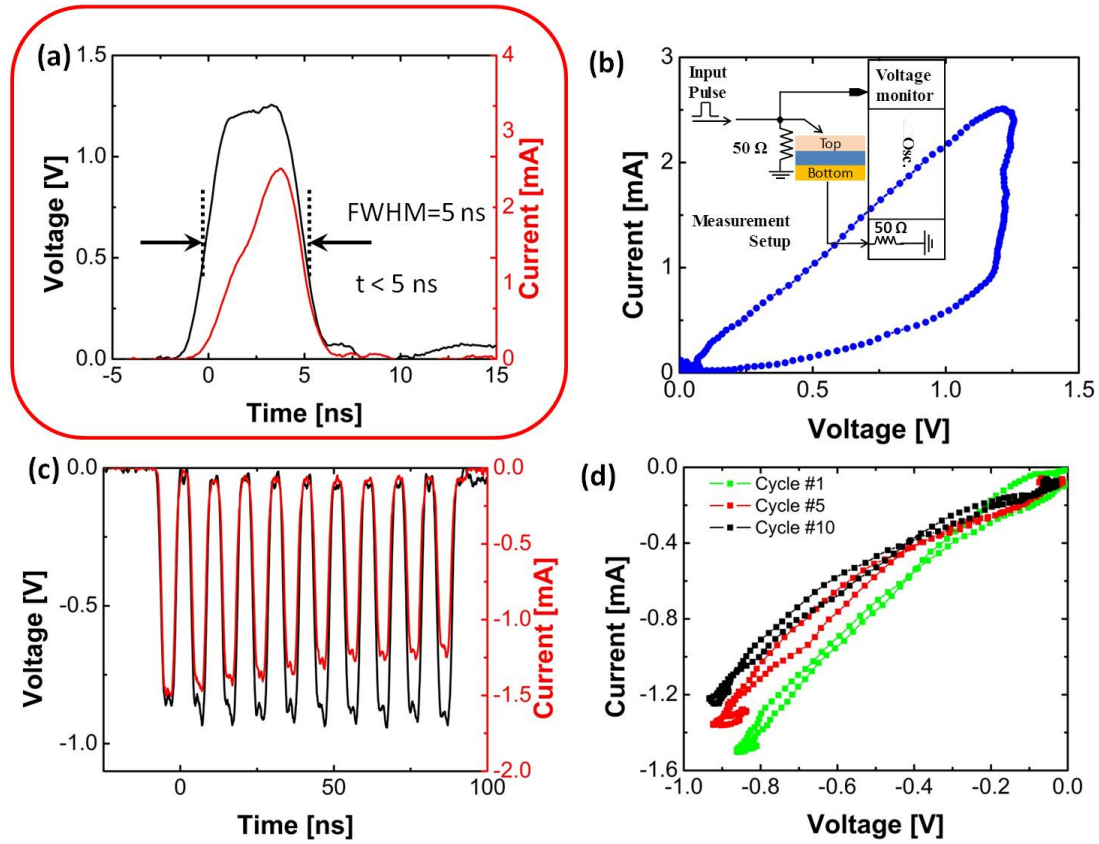 (a)
1.5
1.0
0.5
0.0
Voltage [V]
4
3
2
1
0
Current [mA]
FWHM=5 ns
t < 5 ns
-5
0
5
10
15
Time [ns]
(b)
3
2
1
0
Current [mA]
Input
Pulse
50 Ω
Top
Bottom
Voltage
monitor
Osc.
50 Ω
Measurement
Setup
0.0
0.5
1.0
1.5
Voltage [V]
(c)
0.0
-0.5
-1.0
Voltage [V]
0.0
-0.5
-1.0
-1.5
-2.0
Current [mA]
0
50
100
Time [ns]
(d)
0.0
-0.4
-0.8
-1.2
-1.6
Current [mA]
Cycle #1
Cycle #5
Cycle #10
-1.0
-0.8
-0.6
-0.4
-0.2
0.0
Voltage [V]